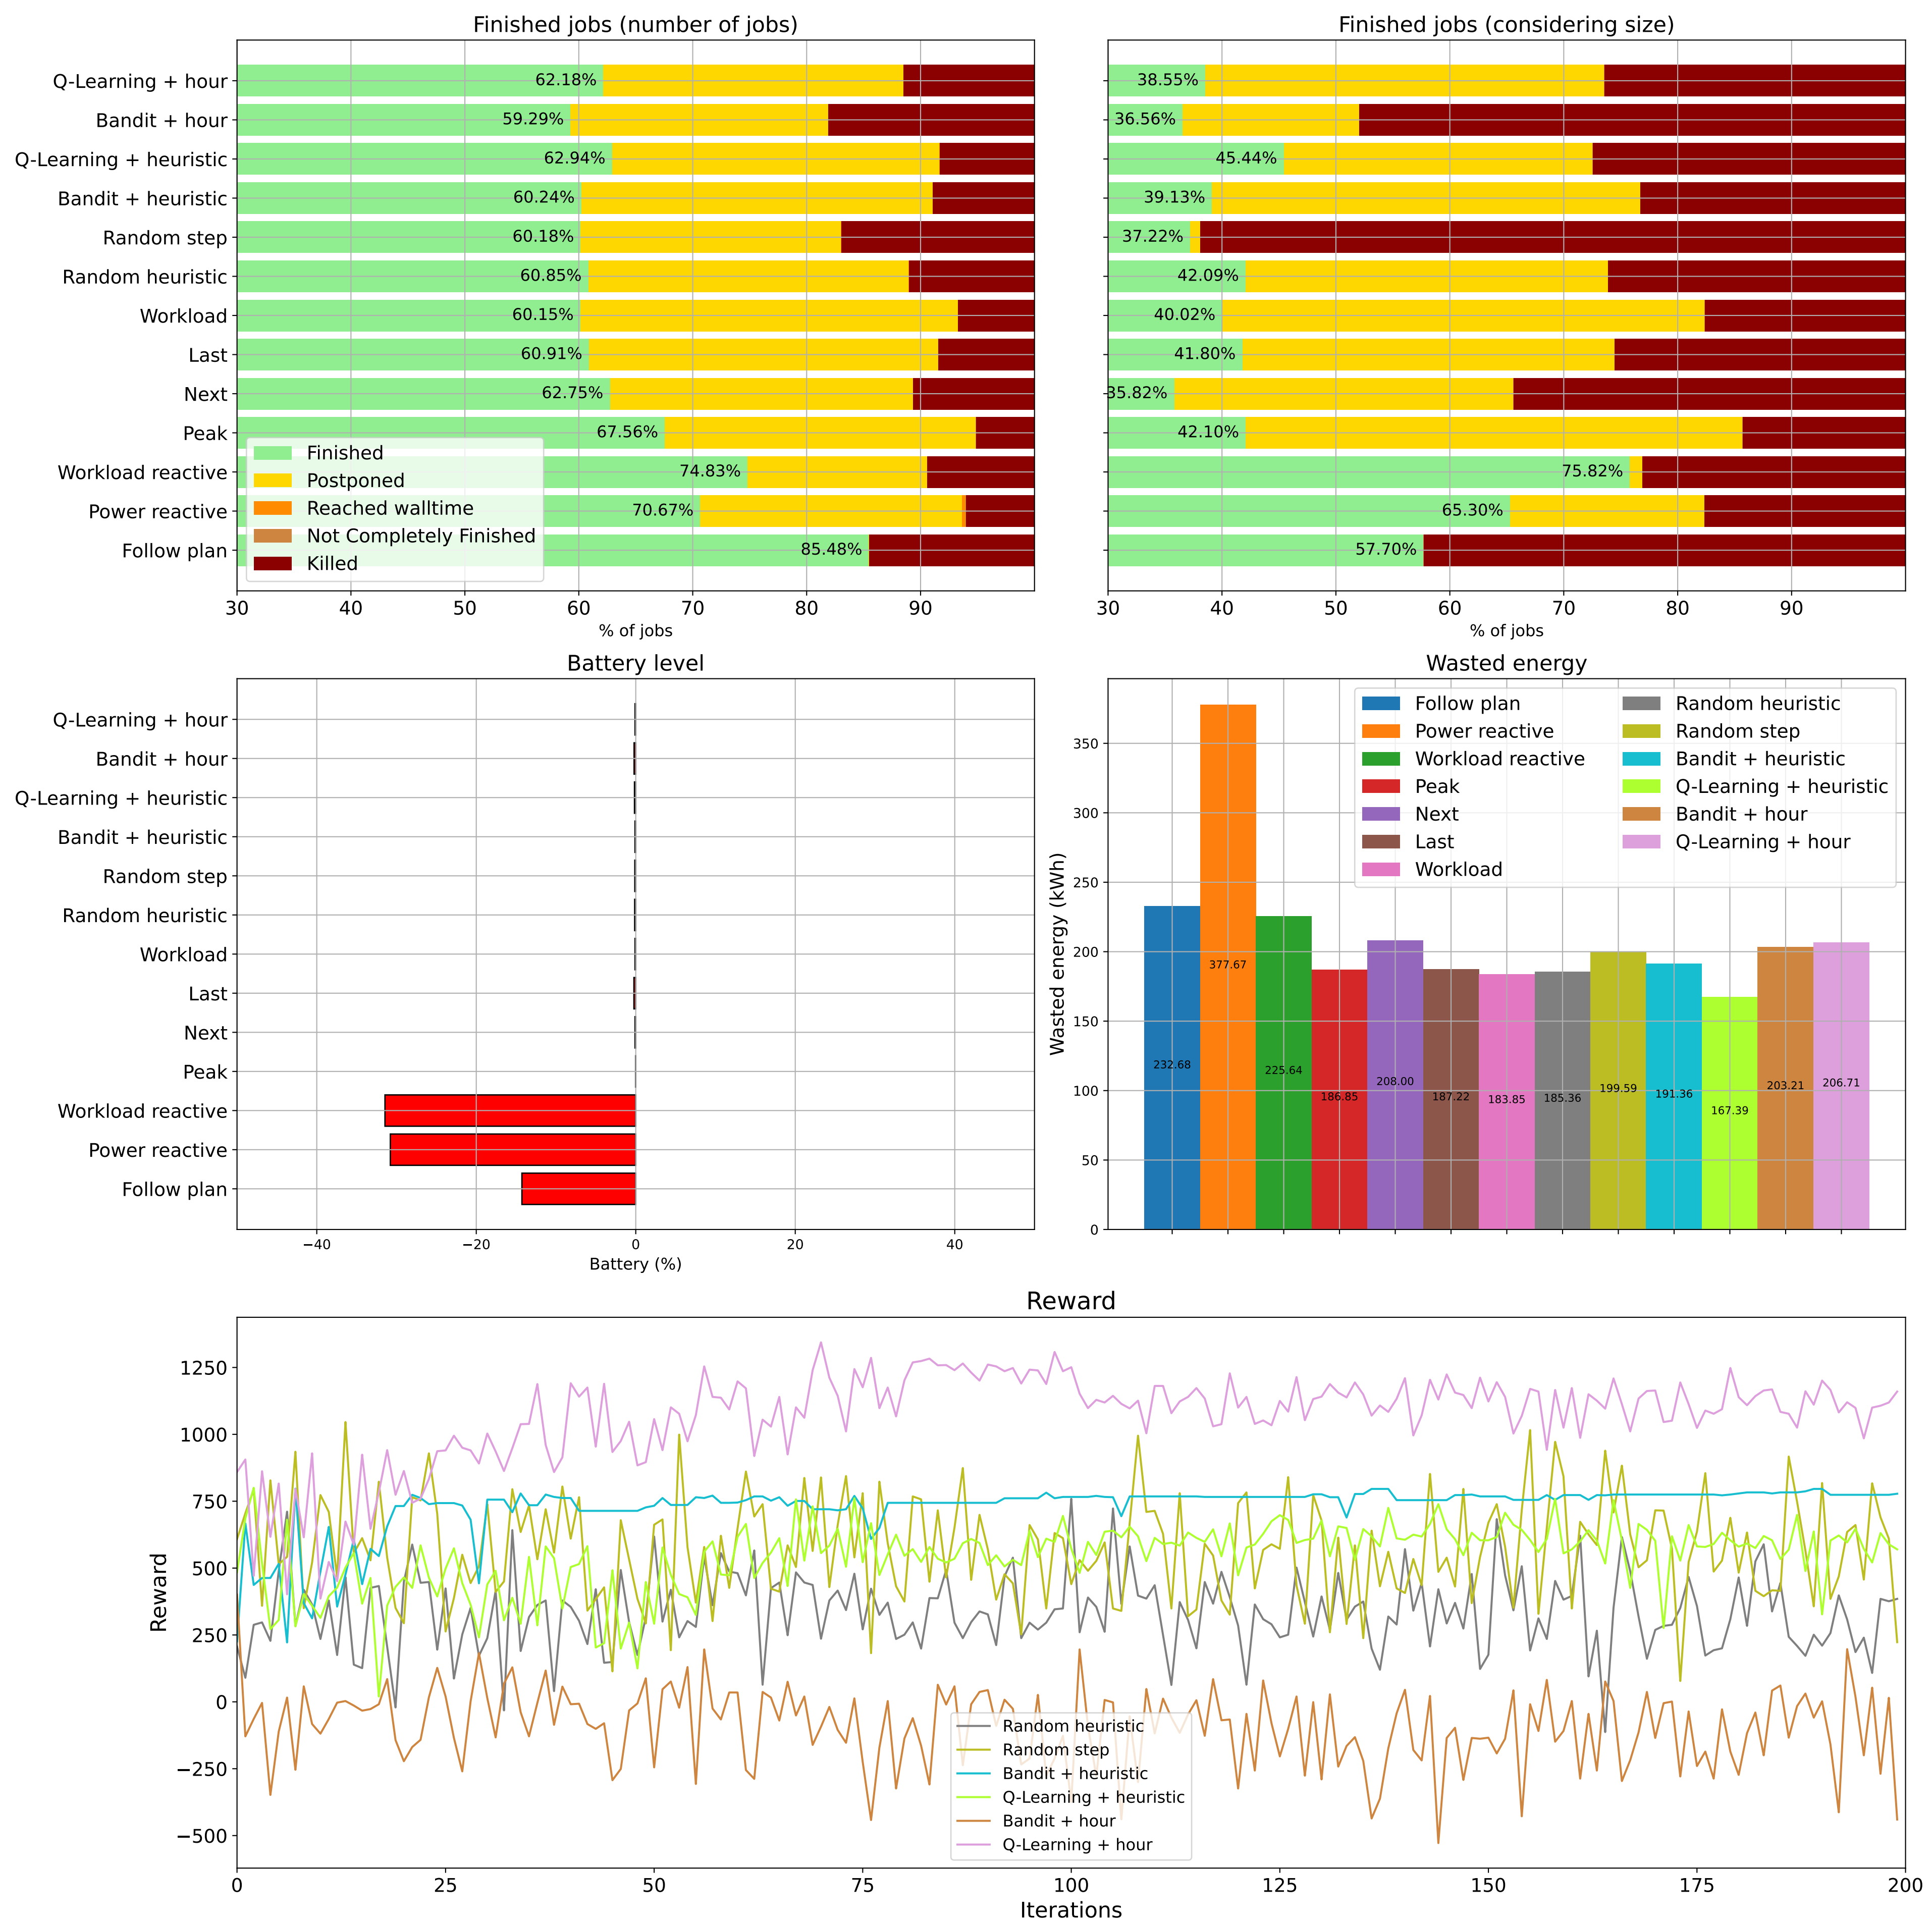 Finished jobs (number of jobs)
Q-Learning + hour
62.18%
Bandit + hour
59.29%
Q-Learning + heuristic
62.94%
Bandit + heuristic
60.24%
Random step
60.18%
Random heuristic
60.85%
Workload
60.15%
Last
60.91%
Next
62.75%
Peak
67.56%
Workload reactive
74.83%
Power reactive
70.67%
Follow plan
85.48%
Finished
Postponed
Reached walltime
Not Completely Finished
Killed
30 40 50 60 70 80 90
% of jobs
Finished jobs (considering size)
38.55%
36.56%
45.44%
39.13%
37.22%
42.09%
40.02%
41.80%
35.82%
42.10%
75.82%
65.30%
57.70%
30 40 50 60 70 80 90
% of jobs
Battery level
Q-Learning + hour
Bandit + hour
Q-Learning + heuristic
Bandit + heuristic
Random step
Random heuristic
Workload
Last
Next
Peak
Workload reactive
Power reactive
Follow plan
−40 −20 0 20 40
Battery (%)
Wasted energy
Wasted energy (kWh)
350
300
250
200
150
100
50
0
Follow plan
Power reactive
Workload reactive
Peak
Next
Last
Workload
Random heuristic
Random step
Bandit + heuristic
Q-Learning + heuristic
Bandit + hour
Q-Learning + hour
232.68
377.67
225.64
186.85
208.00
187.22
183.85
185.36
199.59
191.36
167.39
203.21
206.71
Reward
Reward
1250
1000
750
500
250
0
−250
−500
Random heuristic
Random step
Bandit + heuristic
Q-Learning + heuristic
Bandit + hour
Q-Learning + hour
0 25 50 75 100 125 150 175 200
Iterations